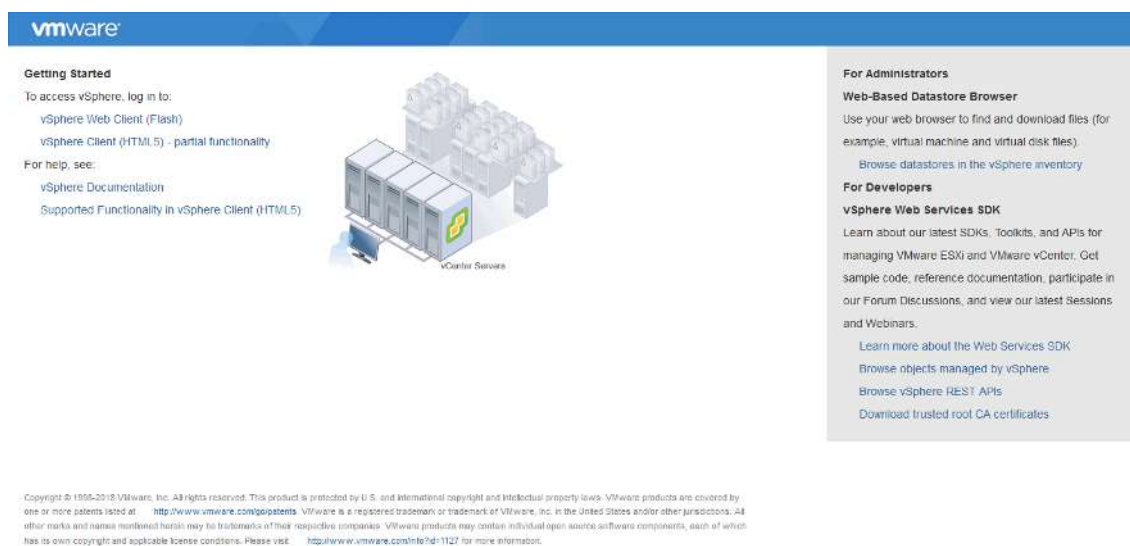 vmware
Getting Started
To access vSphere, log in to:
vSphere Web Client (Flash)
vSphere Client (HTML5) - partial functionality
For help, see:
vSphere Documentation
Supported Functionality in vSphere Client (HTML5)
vCenter Servers
For Administrators
Web-Based Datastore Browser
Use your web browser to find and download files (for
example, virtual machine and virtual disk files).
Browse datastores in the vSphere inventory
For Developers
vSphere Web Services SDK
Learn about our latest SDKs, Toolkits, and APIs for
managing VMware ESXi and VMware vCenter. Get
sample code, reference documentation, participate in
our Forum Discussions, and view our latest Sessions
and Webinars.
Learn more about the Web Services SDK
Browse objects managed by vSphere
Browse vSphere REST APIs
Download trusted root CA certificates
Copyright © 1998-2018 VMware, Inc. All rights reserved. This product is protected by U.S. and international copyright and intellectual property laws. VMware products are covered by
one or more patents listed at http://www.vmware.com/go/patents. VMware is a registered trademark or trademark of VMware, Inc. in the United States and/or other jurisdictions. All
other marks and names mentioned herein may be trademarks of their respective companies. VMware products may contain individual open source software components, each of which
has its own copyright and applicable license conditions. Please visit http://www.vmware.com/info?id=1127 for more information.